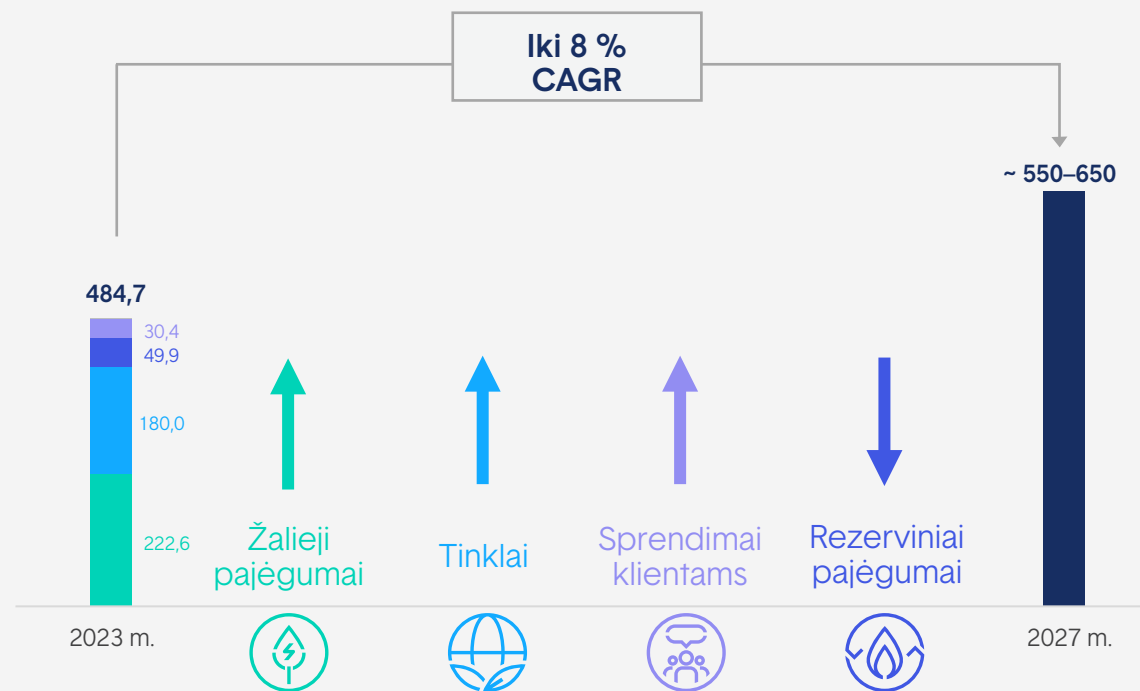 Iki 8 %
CAGR
~ 550–650
484,7
30,4
49,9
180,0
222,6
Žalieji
pajėgumai
Tinklai
Sprendimai
klientams
Rezerviniai
pajėgumai
2023 m.
2027 m.